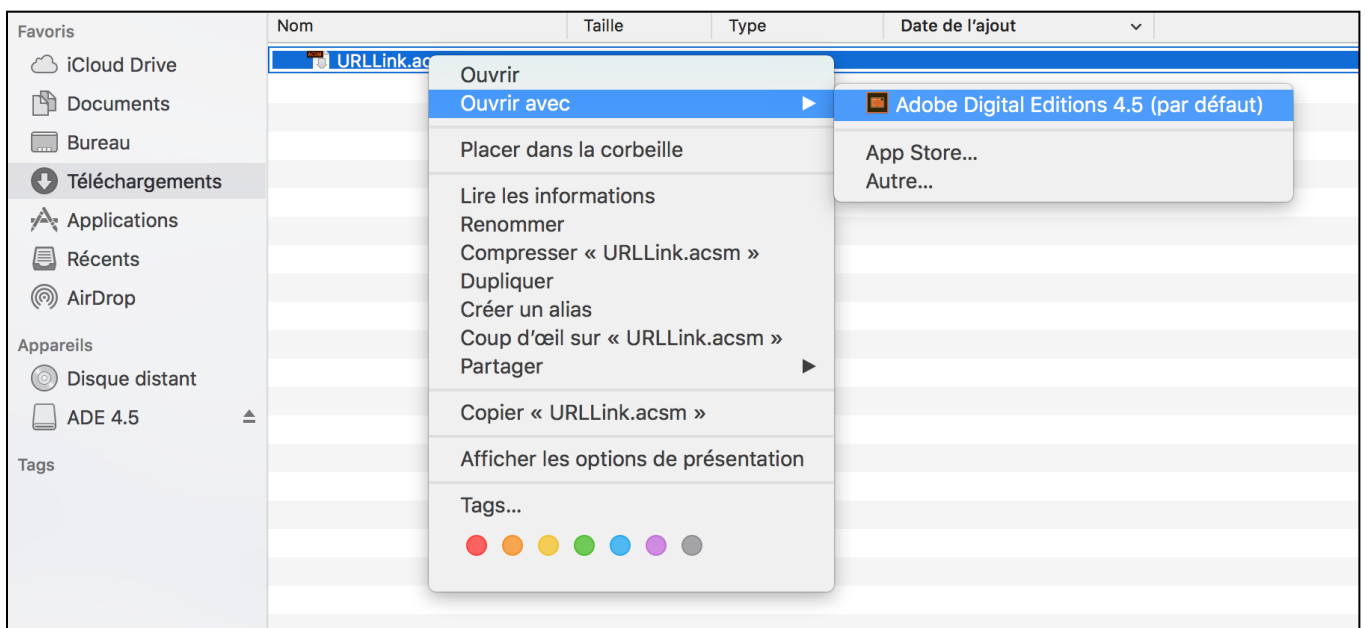 Favoris
iCloud Drive
Documents
Bureau
Téléchargements
Applications
Récents
AirDrop
Appareils
Disque distant
ADE 4.5
Tags
Nom Taille Type Date de l’ajout
ACSM URLLink.ac
Ouvrir
Ouvrir avec
Placer dans la corbeille
Lire les informations
Renommer
Compresser « URLLink.acsm »
Dupliquer
Créer un alias
Coup d’œil sur « URLLink.acsm »
Partager
Copier « URLLink.acsm »
Afficher les options de présentation
Tags...
Adobe Digital Editions 4.5 (par défaut)
App Store...
Autre...